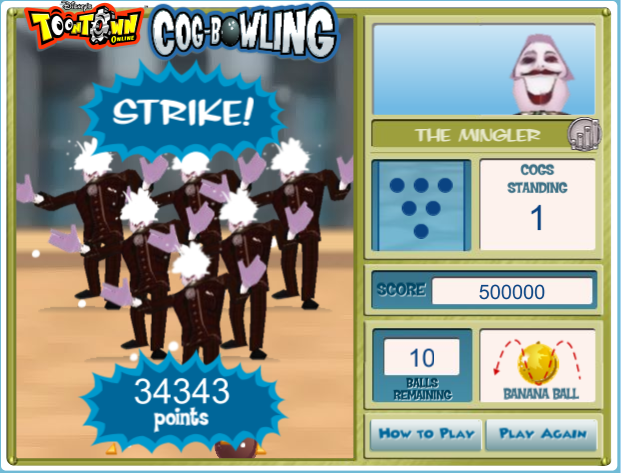 Disney's
TOONTOWN
ONLINE
COG-BOWLING
STRIKE!
THE MINGLER
COGS
STANDING
1
SCORE 500000
10
BALLS
REMAINING
BANANA BALL
34343
points
HOW TO PLAY
PLAY AGAIN